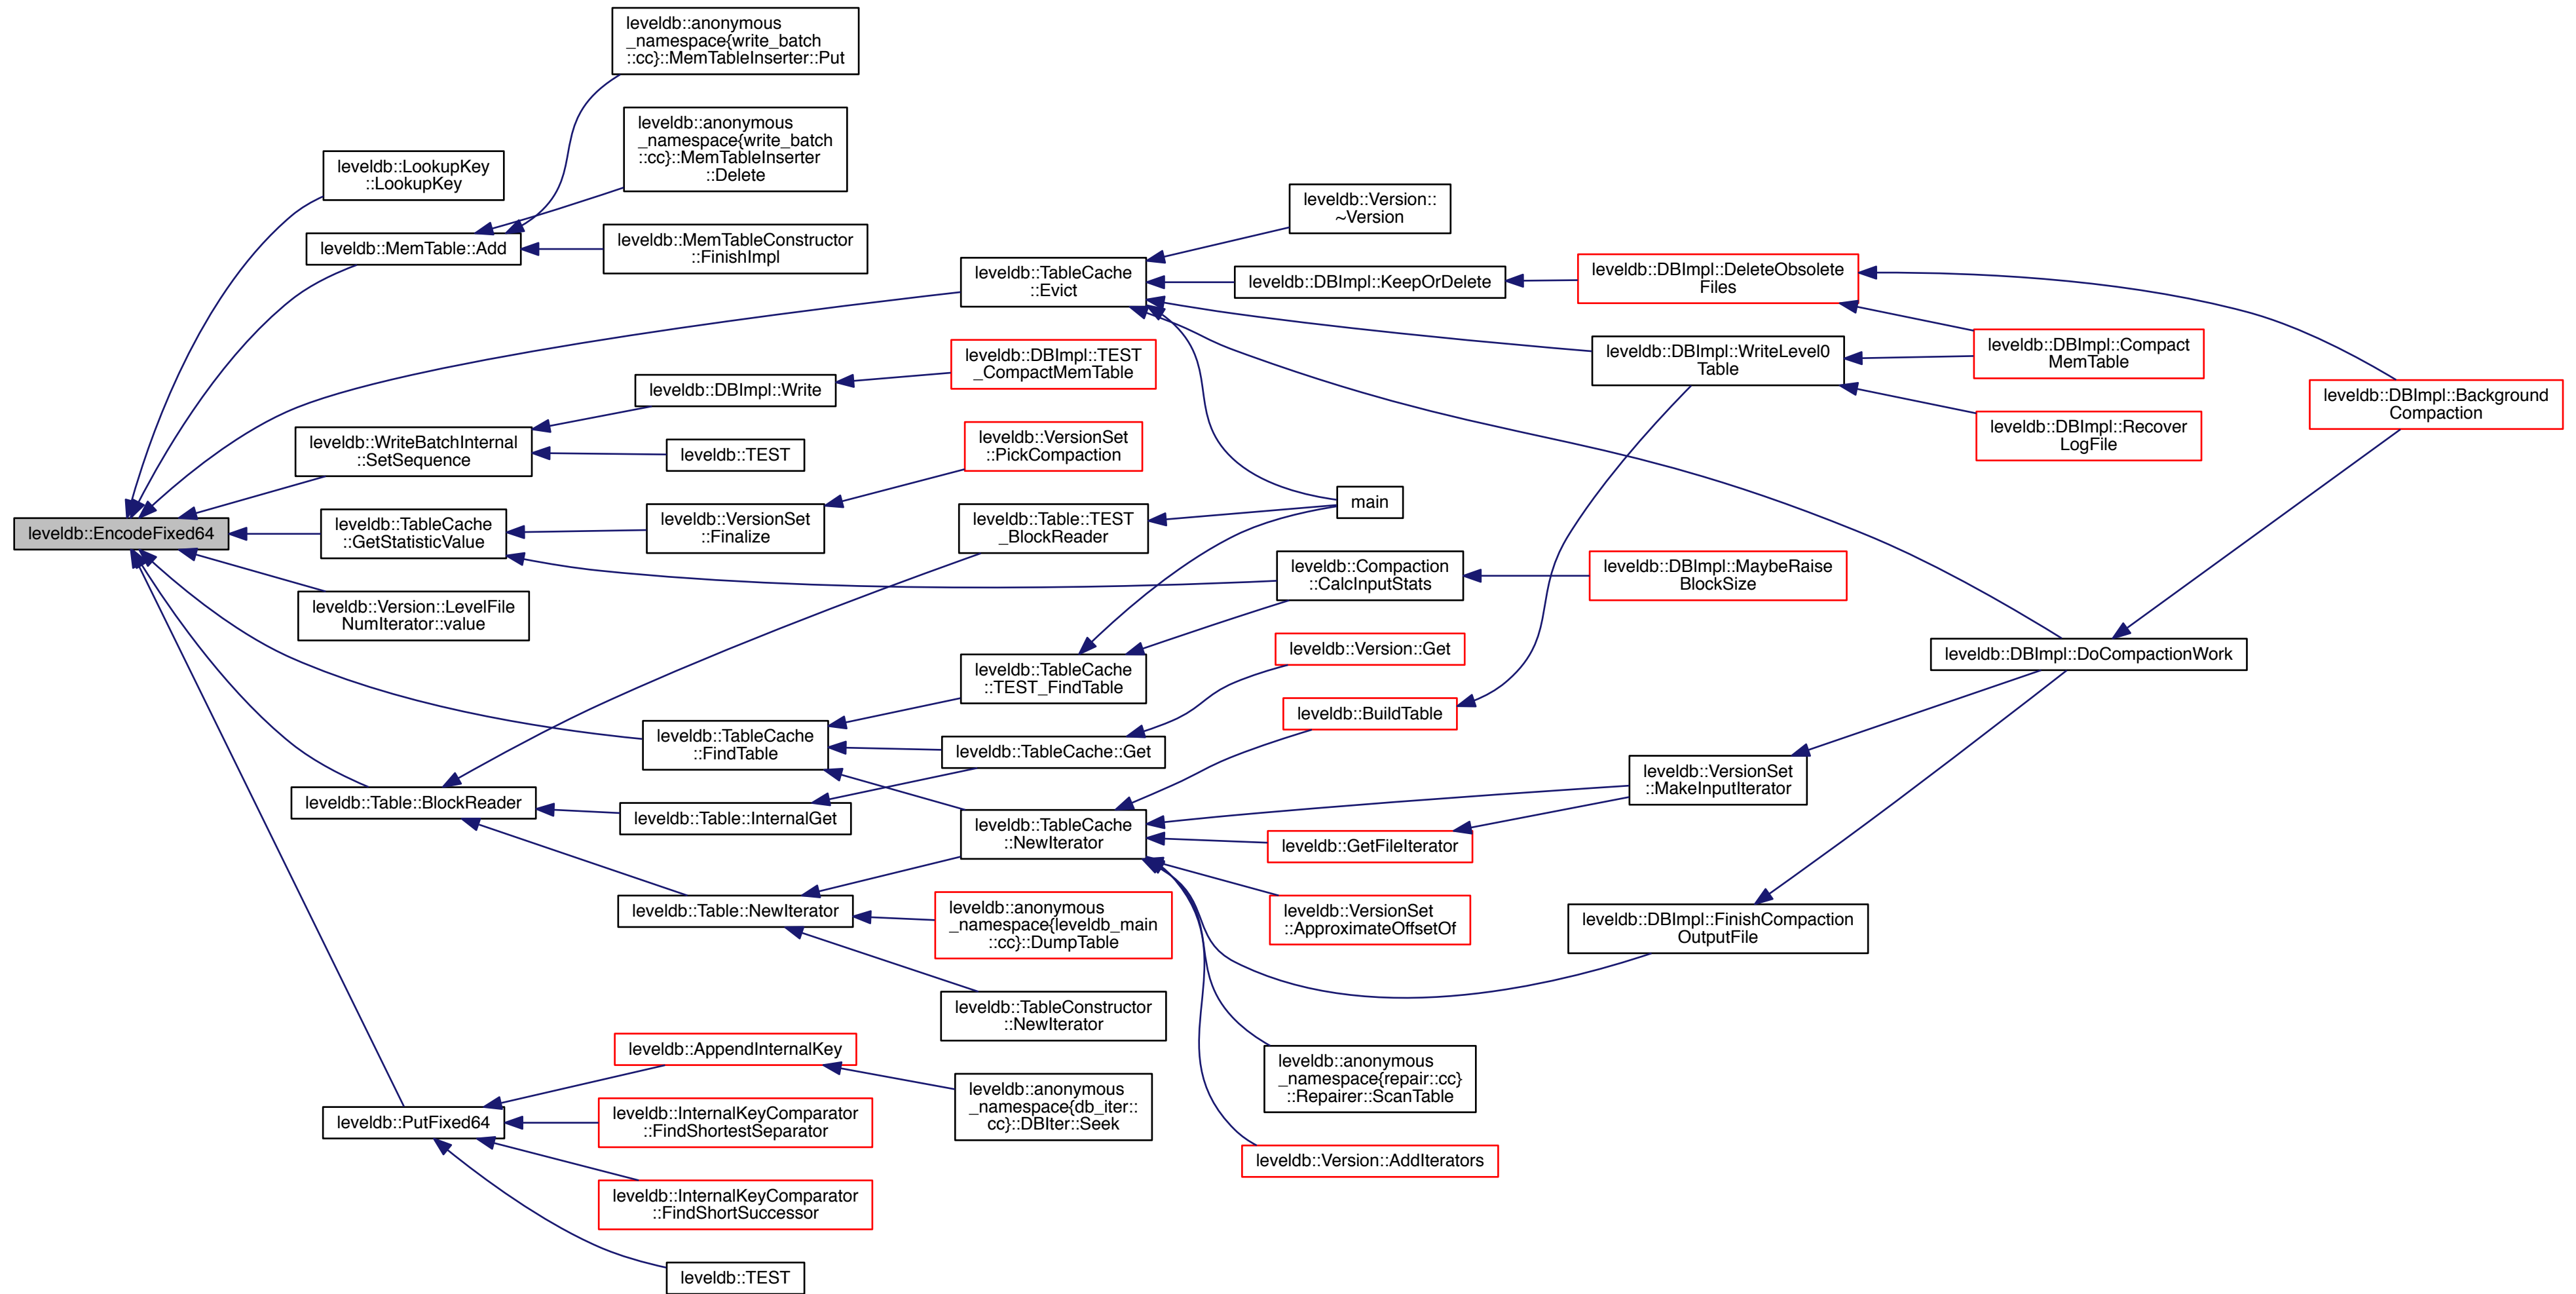 leveldb::anonymous
_namespace{write_batch
::cc}::MemTableInserter::Put
leveldb::anonymous
_namespace{write_batch
::cc}::MemTableInserter
::Delete
leveldb::LookupKey
::LookupKey
leveldb::MemTable::Add
leveldb::MemTableConstructor
::FinishImpl
leveldb::Version::
~Version
leveldb::TableCache
::Evict
leveldb::DBImpl::KeepOrDelete
leveldb::DBImpl::DeleteObsolete
Files
leveldb::DBImpl::WriteLevel0
Table
leveldb::DBImpl::Compact
MemTable
leveldb::DBImpl::Background
Compaction
leveldb::DBImpl::Recover
LogFile
leveldb::DBImpl::TEST
_CompactMemTable
leveldb::DBImpl::Write
leveldb::WriteBatchInternal
::SetSequence
leveldb::TEST
leveldb::VersionSet
::PickCompaction
leveldb::EncodeFixed64
leveldb::TableCache
::GetStatisticValue
leveldb::VersionSet
::Finalize
leveldb::Table::TEST
_BlockReader
main
leveldb::Compaction
::CalcInputStats
leveldb::DBImpl::MaybeRaise
BlockSize
leveldb::Version::LevelFile
NumIterator::value
leveldb::TableCache
::TEST_FindTable
leveldb::Version::Get
leveldb::DBImpl::DoCompactionWork
leveldb::TableCache
::FindTable
leveldb::TableCache::Get
leveldb::BuildTable
leveldb::VersionSet
::MakeInputIterator
leveldb::Table::BlockReader
leveldb::Table::InternalGet
leveldb::TableCache
::NewIterator
leveldb::GetFileIterator
leveldb::Table::NewIterator
leveldb::anonymous
_namespace{leveldb_main
::cc}::DumpTable
leveldb::VersionSet
::ApproximateOffsetOf
leveldb::DBImpl::FinishCompaction
OutputFile
leveldb::TableConstructor
::NewIterator
leveldb::AppendInternalKey
leveldb::anonymous
_namespace{db_iter::
cc}::DBIter::Seek
leveldb::anonymous
_namespace{repair::cc}
::Repairer::ScanTable
leveldb::PutFixed64
leveldb::InternalKeyComparator
::FindShortestSeparator
leveldb::Version::AddIterators
leveldb::InternalKeyComparator
::FindShortSuccessor
leveldb::TEST